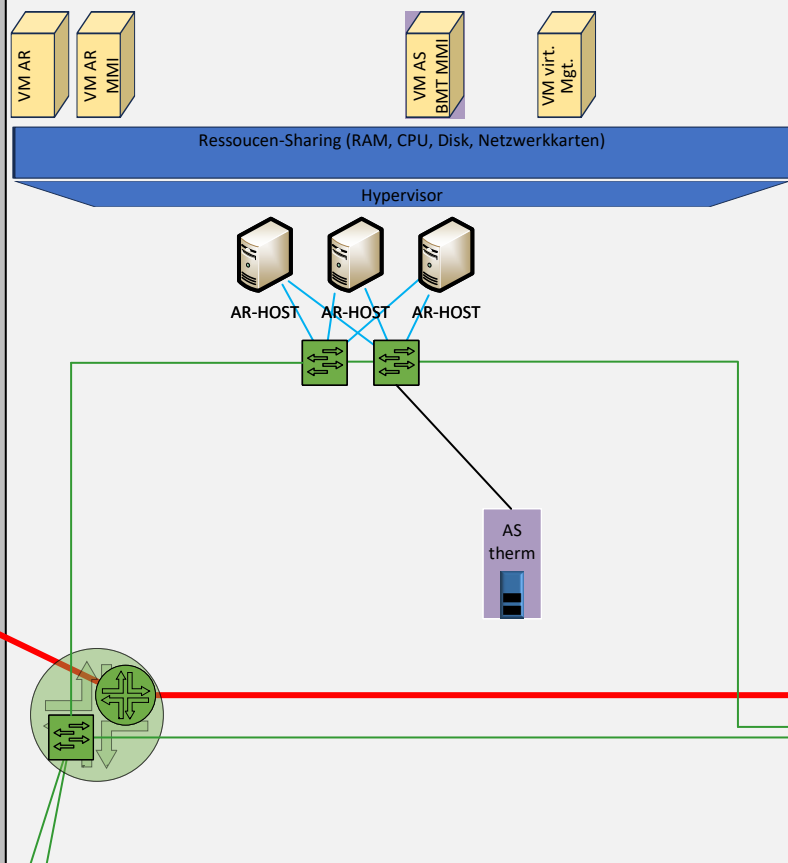 VM AR
VM AR
MMI
VM AS
BMT MMI
VM virt.
Mgt.
Ressoucen-Sharing (RAM, CPU, Disk, Netzwerkkarten)
Hypervisor
AR-HOST
AR-HOST
AR-HOST
AS
therm